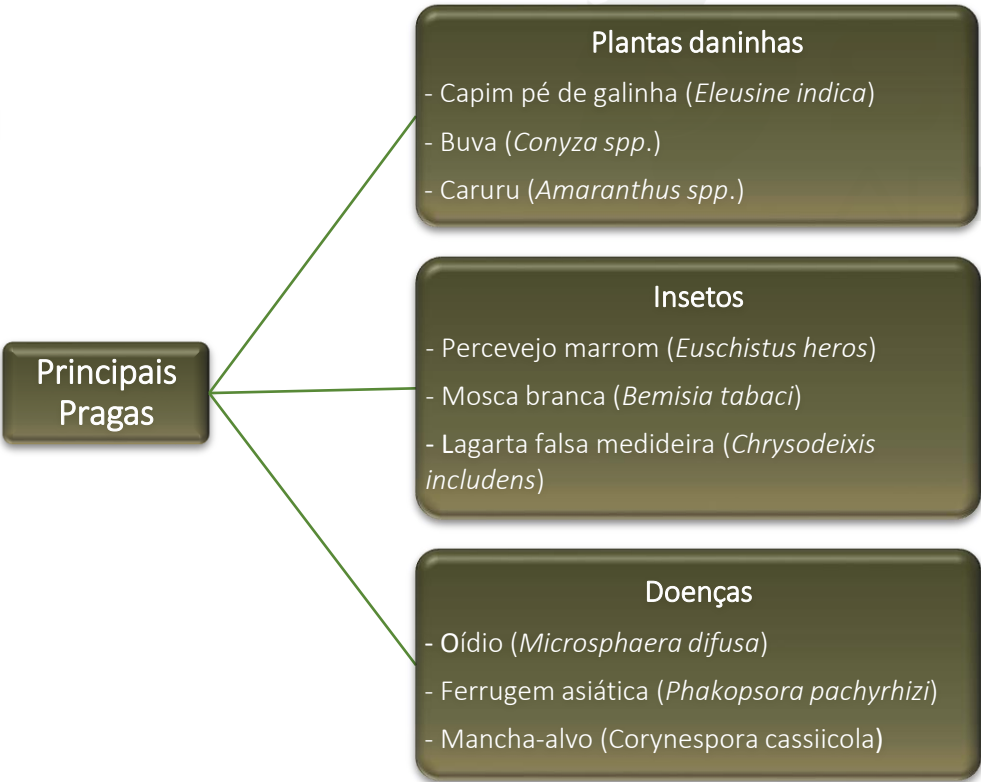 Principais
Pragas
Plantas daninhas
- Capim pé de galinha (Eleusine indica)
- Buva (Conyza spp.)
- Caruru (Amaranthus spp.)
Insetos
- Percevejo marrom (Euschistus heros)
- Mosca branca (Bemisia tabaci)
- Lagarta falsa medideira (Chrysodeixis
includens)
Doenças
- Oídio (Microsphaera difusa)
- Ferrugem asiática (Phakopsora pachyrhizi)
- Mancha-alvo (Corynespora cassiicola)